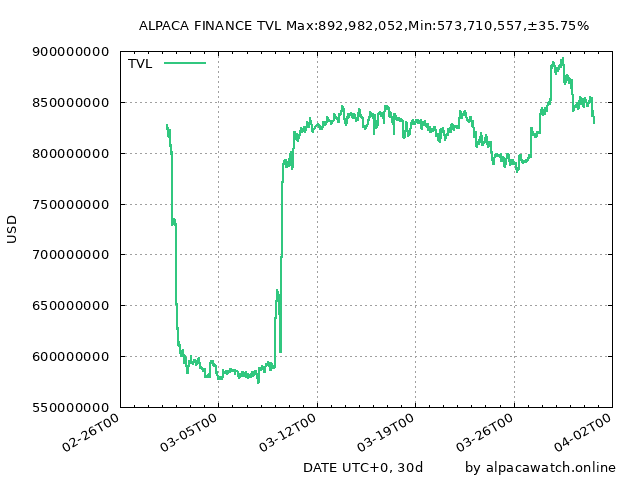 ALPACA FINANCE TVL Max:892,982,052,Min:573,710,557,±35.75%
900000000
TVL
850000000
800000000
750000000
USD
700000000
650000000
600000000
550000000
02-26T00
03-05T00
03-12T00
03-19T00
03-26T00
04-02T00
DATE UTC+0, 30d
by alpacawatch.online